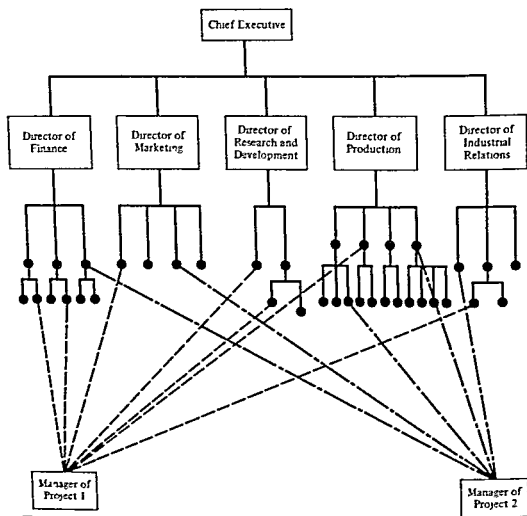 Chief Executive
Director of
Finance
Director of
Marketing
Director of
Research and
Development
Director of
Production
Director of
Industrial
Relations
Manager of
Project 1
Manager of
Project 2